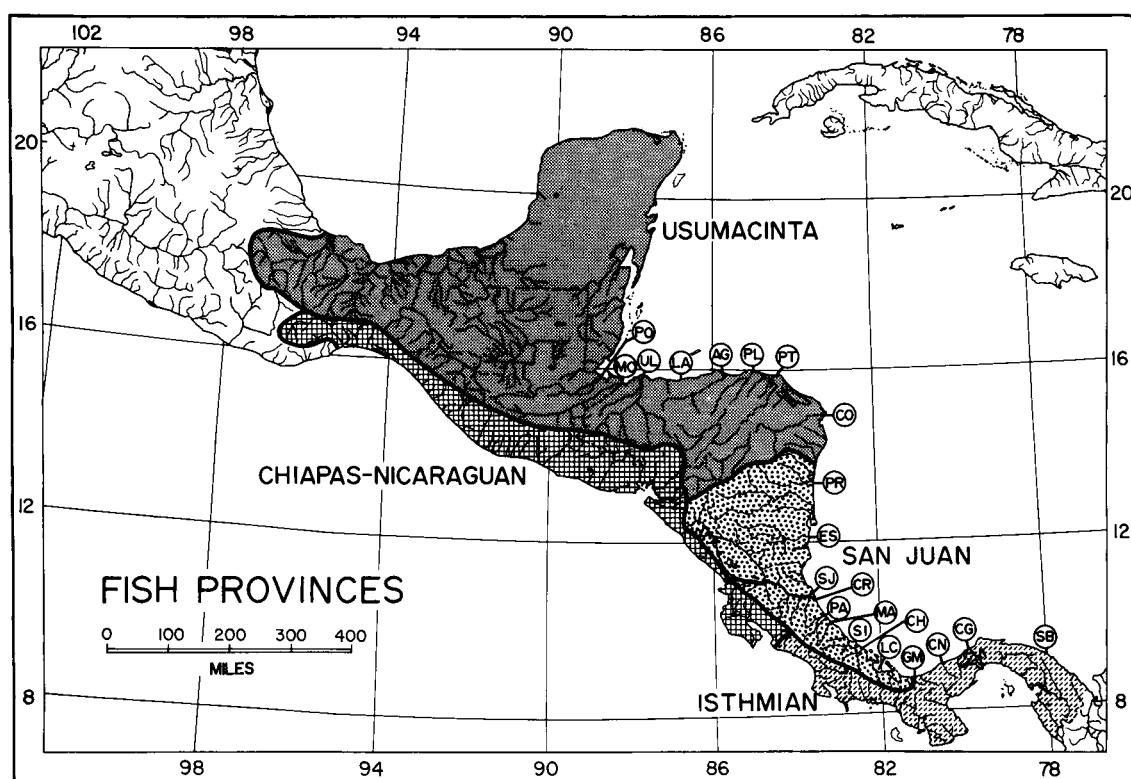 102 98 94 90 86 82 78
20
20
USUMACINTA
16
PO
16
MO UL LA AG PL PT
CO
CHIAPAS-NICARAGUAN
PR
12
12
ES
SAN JUAN
FISH PROVINCES
SJ CR
0 100 200 300 400
PA MA
MILES
SI CH
LC GM CN CG SB
ISTHMIAN
8
8
98 94 90 86 82 78